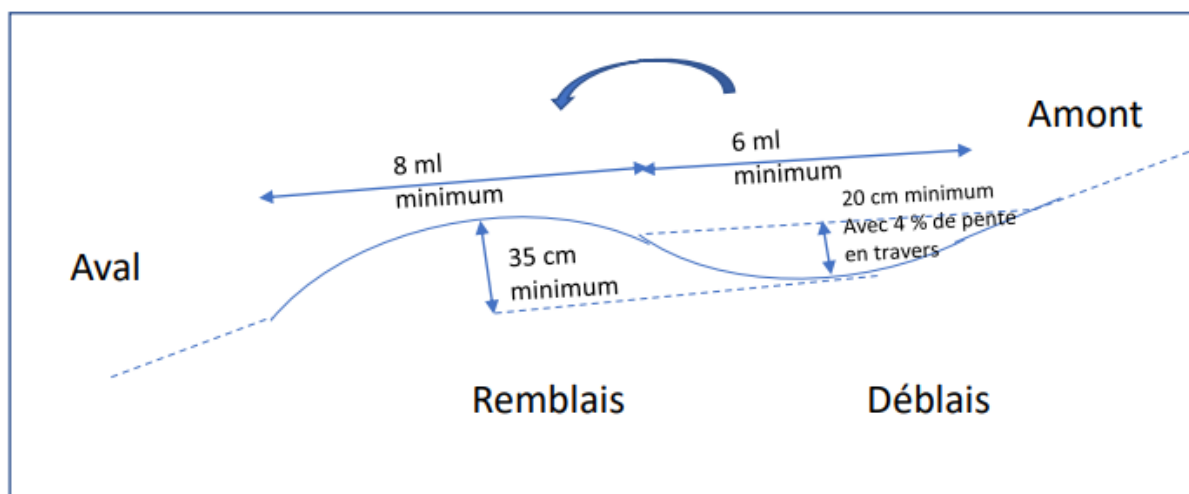 Amont
6 ml
minimum
8 ml
minimum
20 cm minimum
Avec 4 % de pente
en travers
Aval
35 cm
minimum
Remblais
Déblais